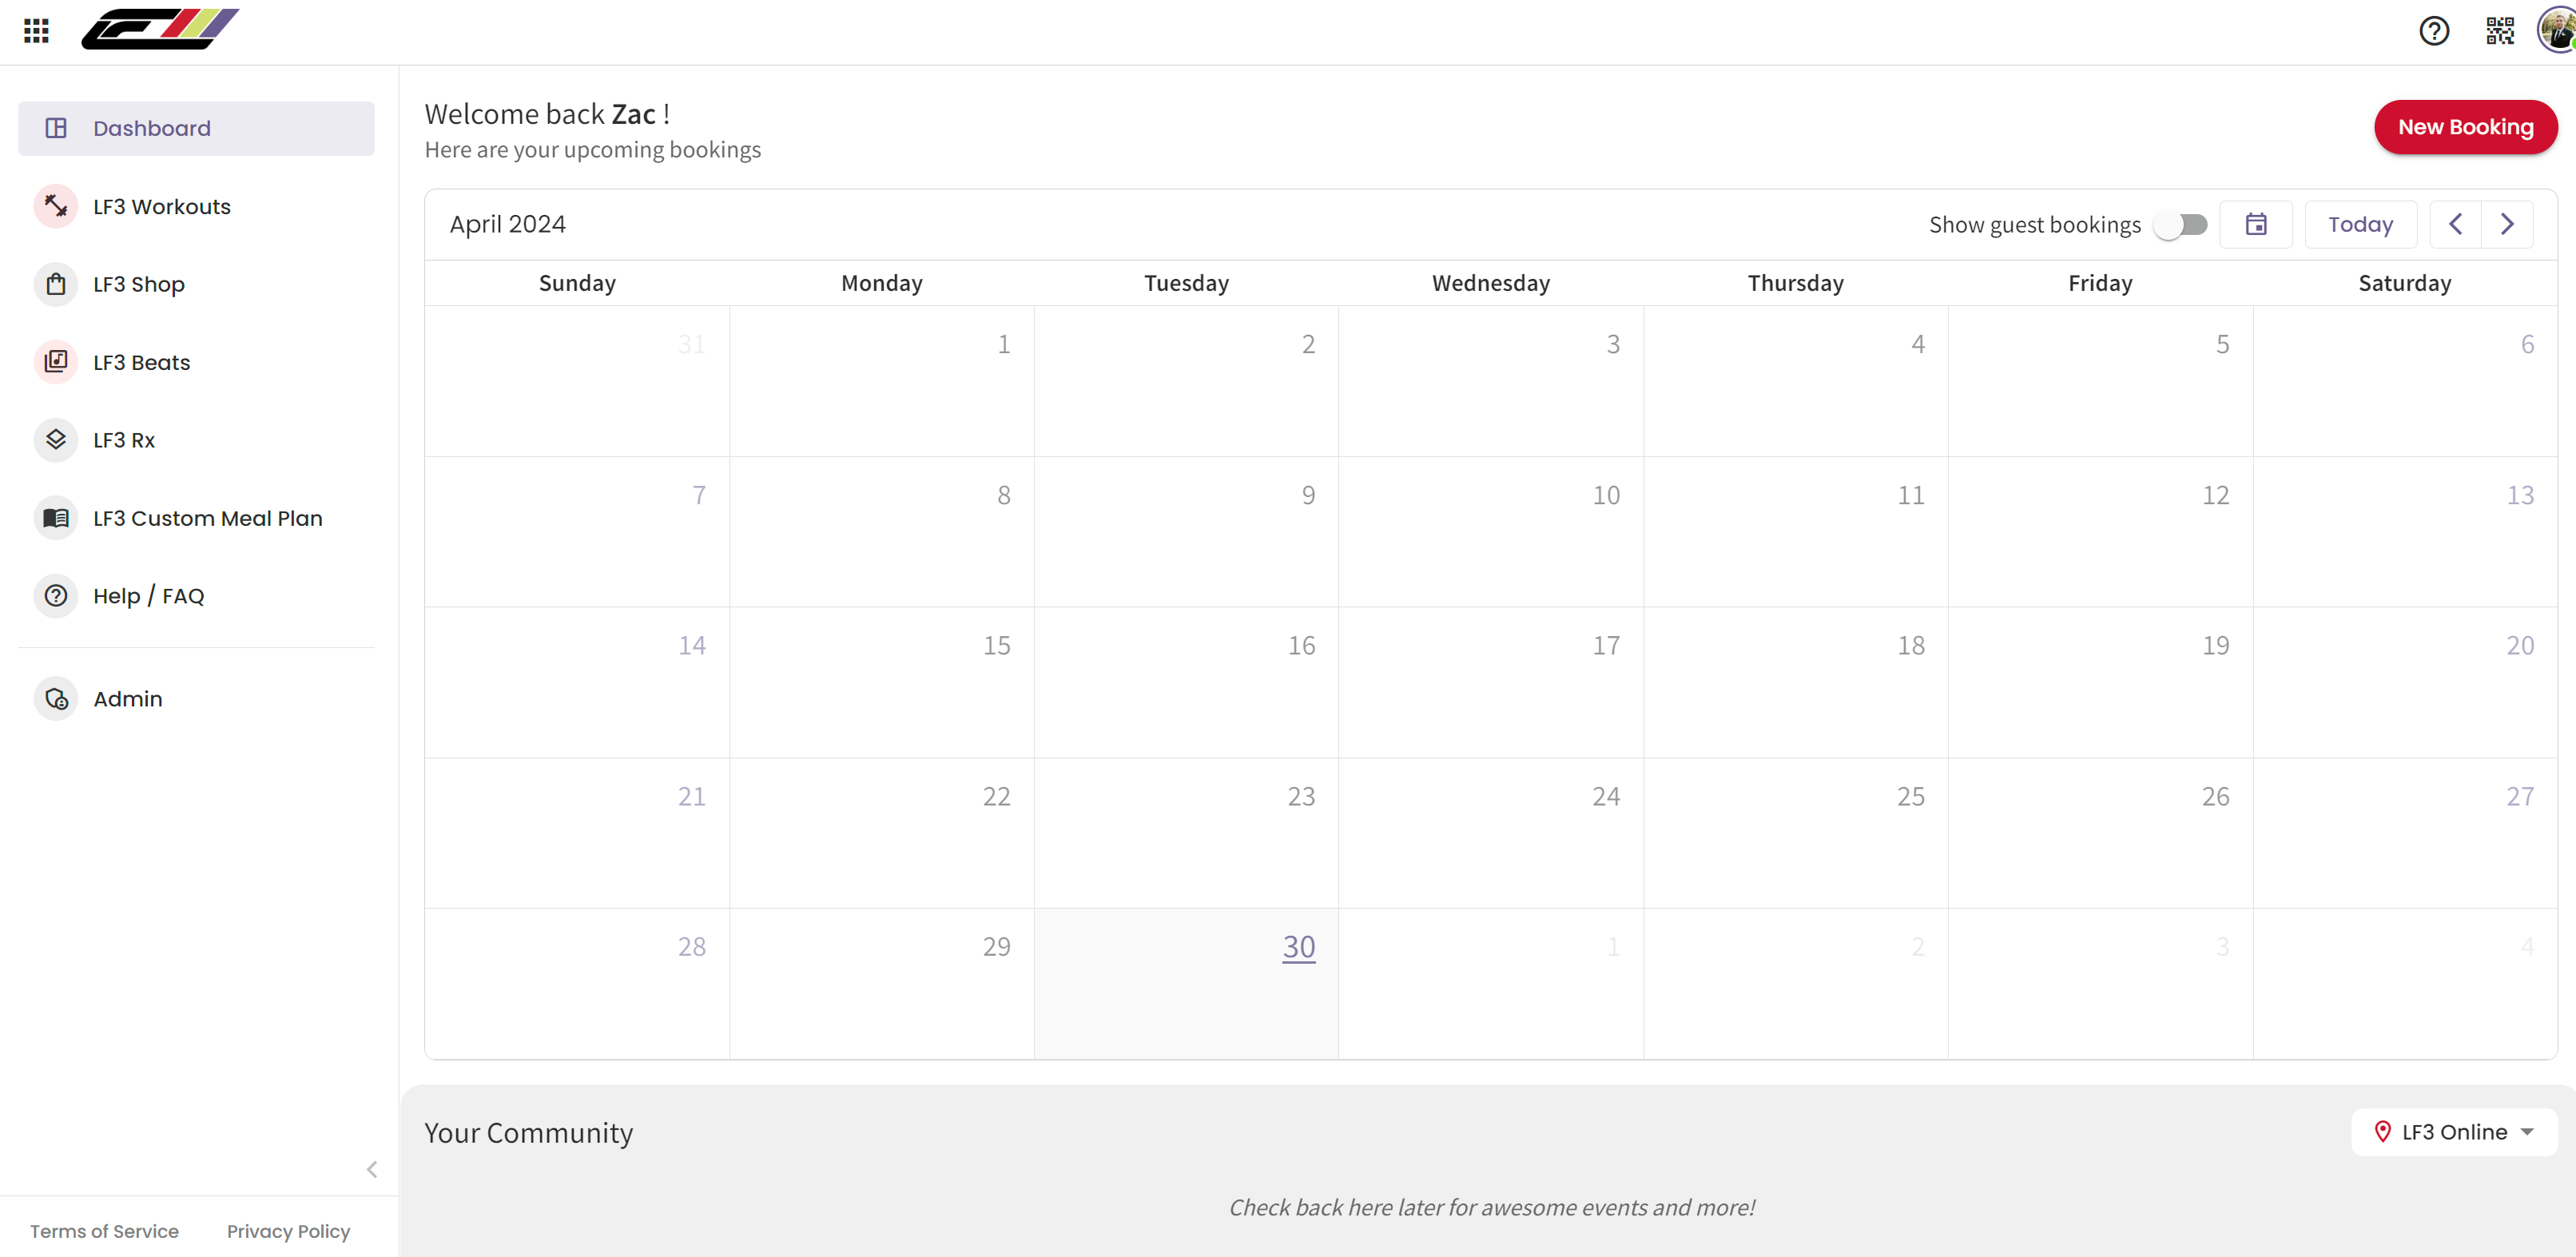 Dashboard
LF3 Workouts
LF3 Shop
LF3 Beats
LF3 Rx
LF3 Custom Meal Plan
Help / FAQ
Admin
Terms of Service Privacy Policy
Welcome back Zac !
Here are your upcoming bookings
New Booking
April 2024
Show guest bookings
Today
Sunday Monday Tuesday Wednesday Thursday Friday Saturday
31 1 2 3 4 5 6
7 8 9 10 11 12 13
14 15 16 17 18 19 20
21 22 23 24 25 26 27
28 29 30 1 2 3 4
Your Community
LF3 Online
Check back here later for awesome events and more!